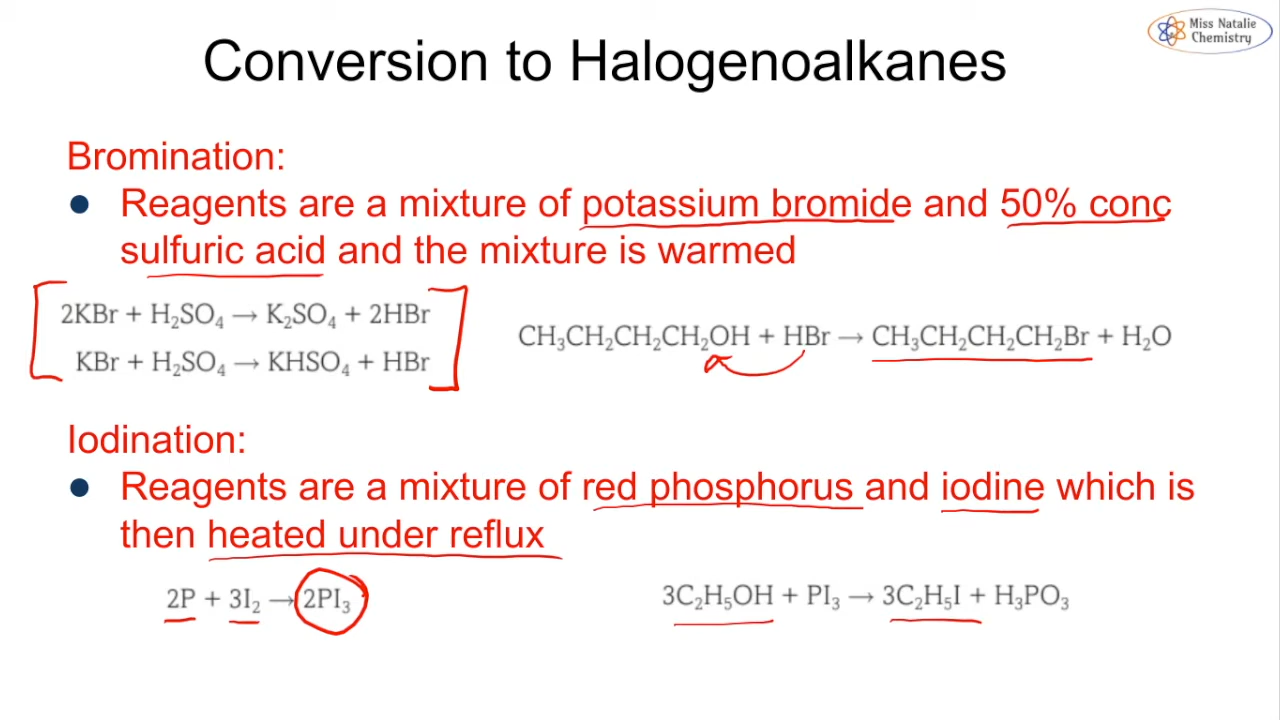 Miss Natalie
Chemistry
Conversion to Halogenoalkanes
Bromination:
● Reagents are a mixture of potassium bromide and 50% conc
sulfuric acid and the mixture is warmed
2KBr + H₂SO₄ → K₂SO₄ + 2HBr
KBr + H₂SO₄ → KHSO₄ + HBr
CH₃CH₂CH₂CH₂OH + HBr → CH₃CH₂CH₂CH₂Br + H₂O
Iodination:
● Reagents are a mixture of red phosphorus and iodine which is
then heated under reflux
2P + 3I₂ → 2PI₃
3C₂H₅OH + PI₃ → 3C₂H₅I + H₃PO₃